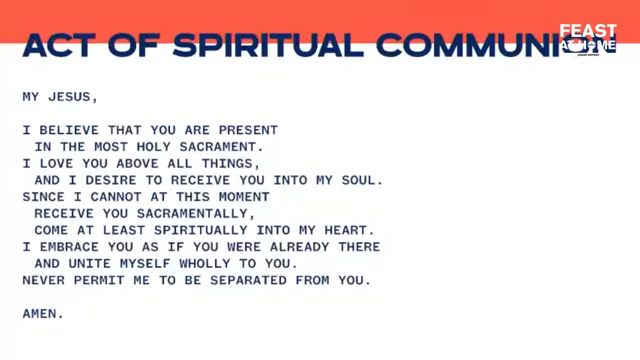 FEAST
AT HOME
ACT OF SPIRITUAL COMMUNION
MY JESUS,
I BELIEVE THAT YOU ARE PRESENT
IN THE MOST HOLY SACRAMENT.
I LOVE YOU ABOVE ALL THINGS,
AND I DESIRE TO RECEIVE YOU INTO MY SOUL.
SINCE I CANNOT AT THIS MOMENT
RECEIVE YOU SACRAMENTALLY,
COME AT LEAST SPIRITUALLY INTO MY HEART.
I EMBRACE YOU AS IF YOU WERE ALREADY THERE
AND UNITE MYSELF WHOLLY TO YOU.
NEVER PERMIT ME TO BE SEPARATED FROM YOU.
AMEN.